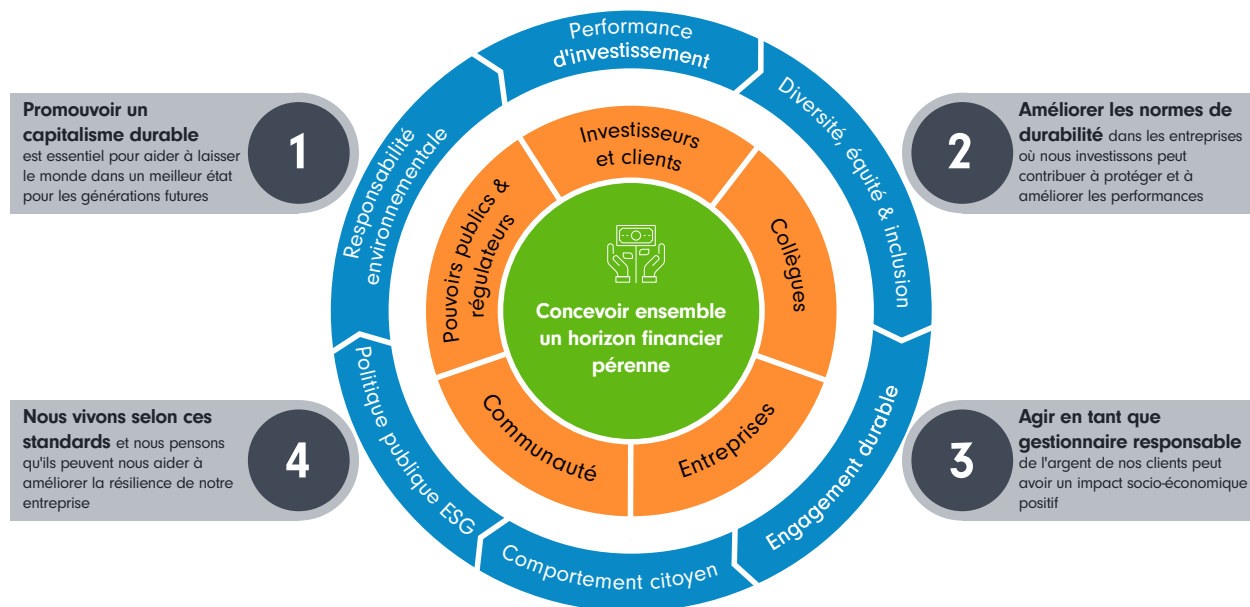 Performance
d'investissement
Diversité, équité & inclusion
Engagement durable
Comportement citoyen
Politique publique ESG
Responsabilité
environnementale
Investisseurs
et clients
Collègues
Entreprises
Communauté
Pouvoirs publics &
régulateurs
Concevoir ensemble
un horizon financier
pérenne
Promouvoir un
capitalisme durable
est essentiel pour aider à laisser
le monde dans un meilleur état
pour les générations futures
1
2
Améliorer les normes de
durabilité dans les entreprises
où nous investissons peut
contribuer à protéger et à
améliorer les performances
3
Agir en tant que
gestionnaire responsable
de l'argent de nos clients peut
avoir un impact socio-économique
positif
Nous vivons selon ces
standards et nous pensons
qu'ils peuvent nous aider à
améliorer la résilience de notre
entreprise
4